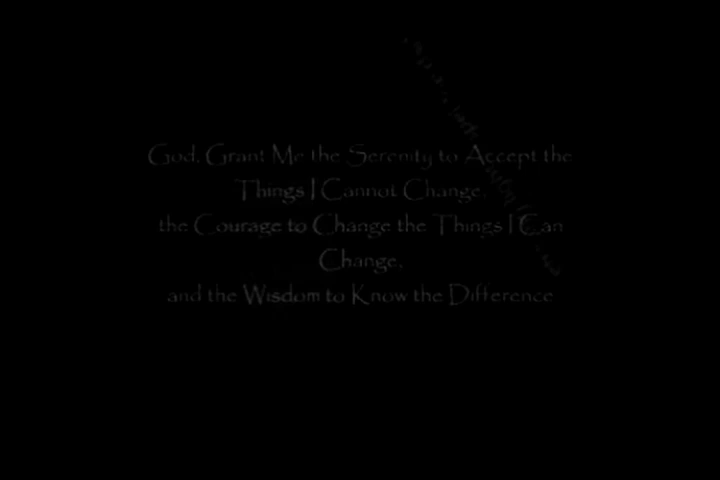 God, Grant Me the Serenity to Accept the
Things I Cannot Change,
the Courage to Change the Things I Can
Change,
and the Wisdom to Know the Difference